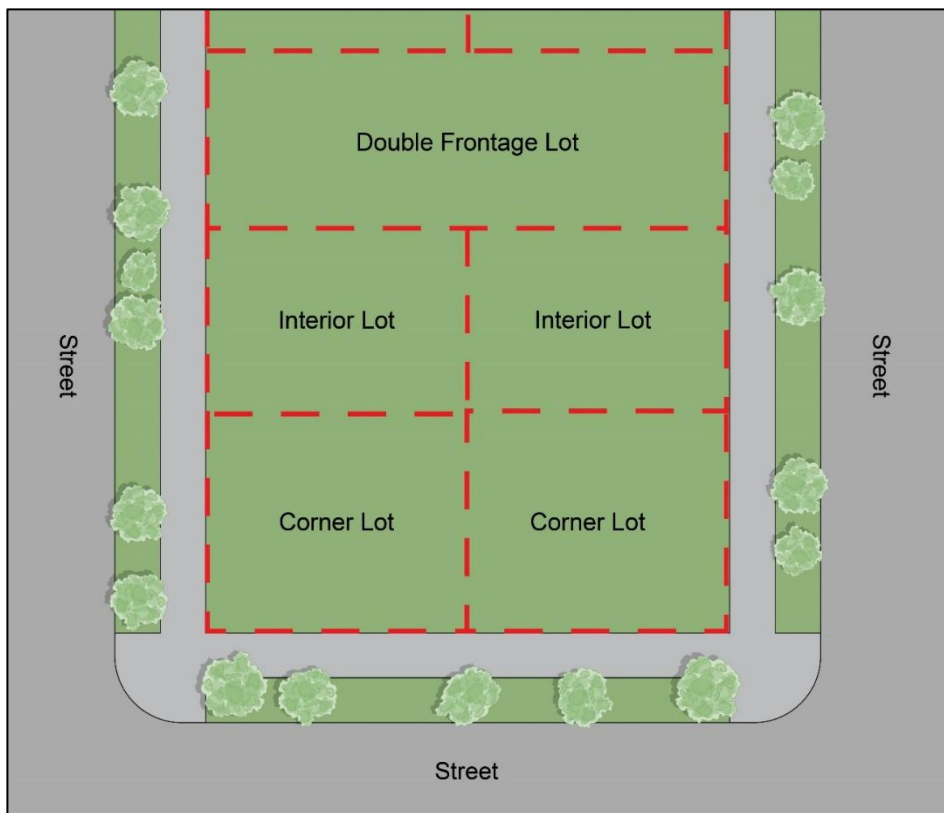 Double Frontage Lot
Interior Lot
Interior Lot
Street
Street
Corner Lot
Corner Lot
Street